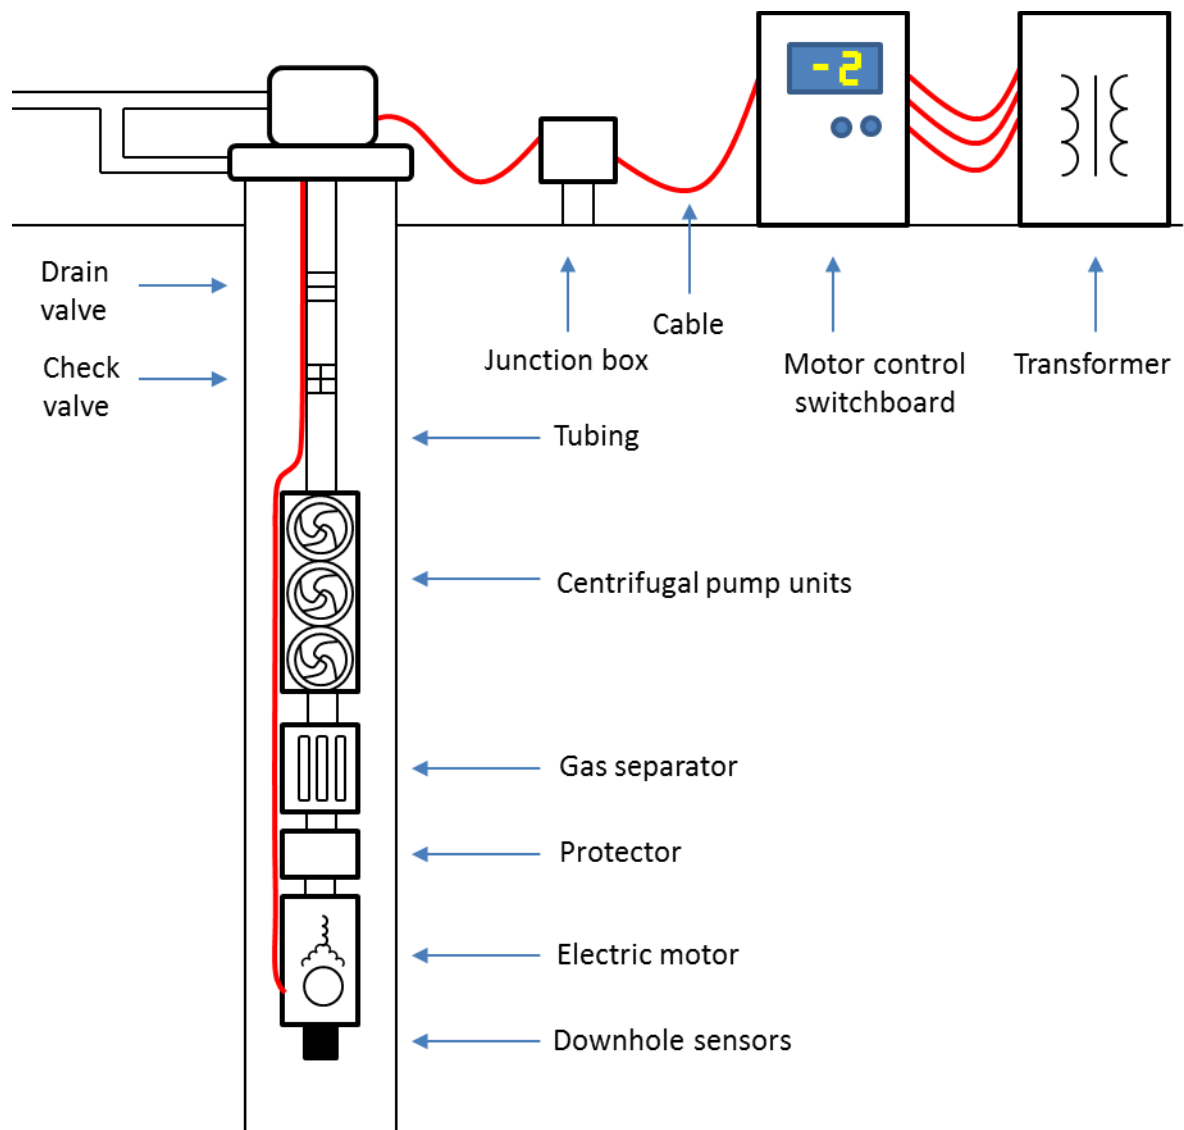 -2
Drain
valve
Check
valve
Junction box
Cable
Motor control
switchboard
Transformer
Tubing
Centrifugal pump units
Gas separator
Protector
Electric motor
Downhole sensors